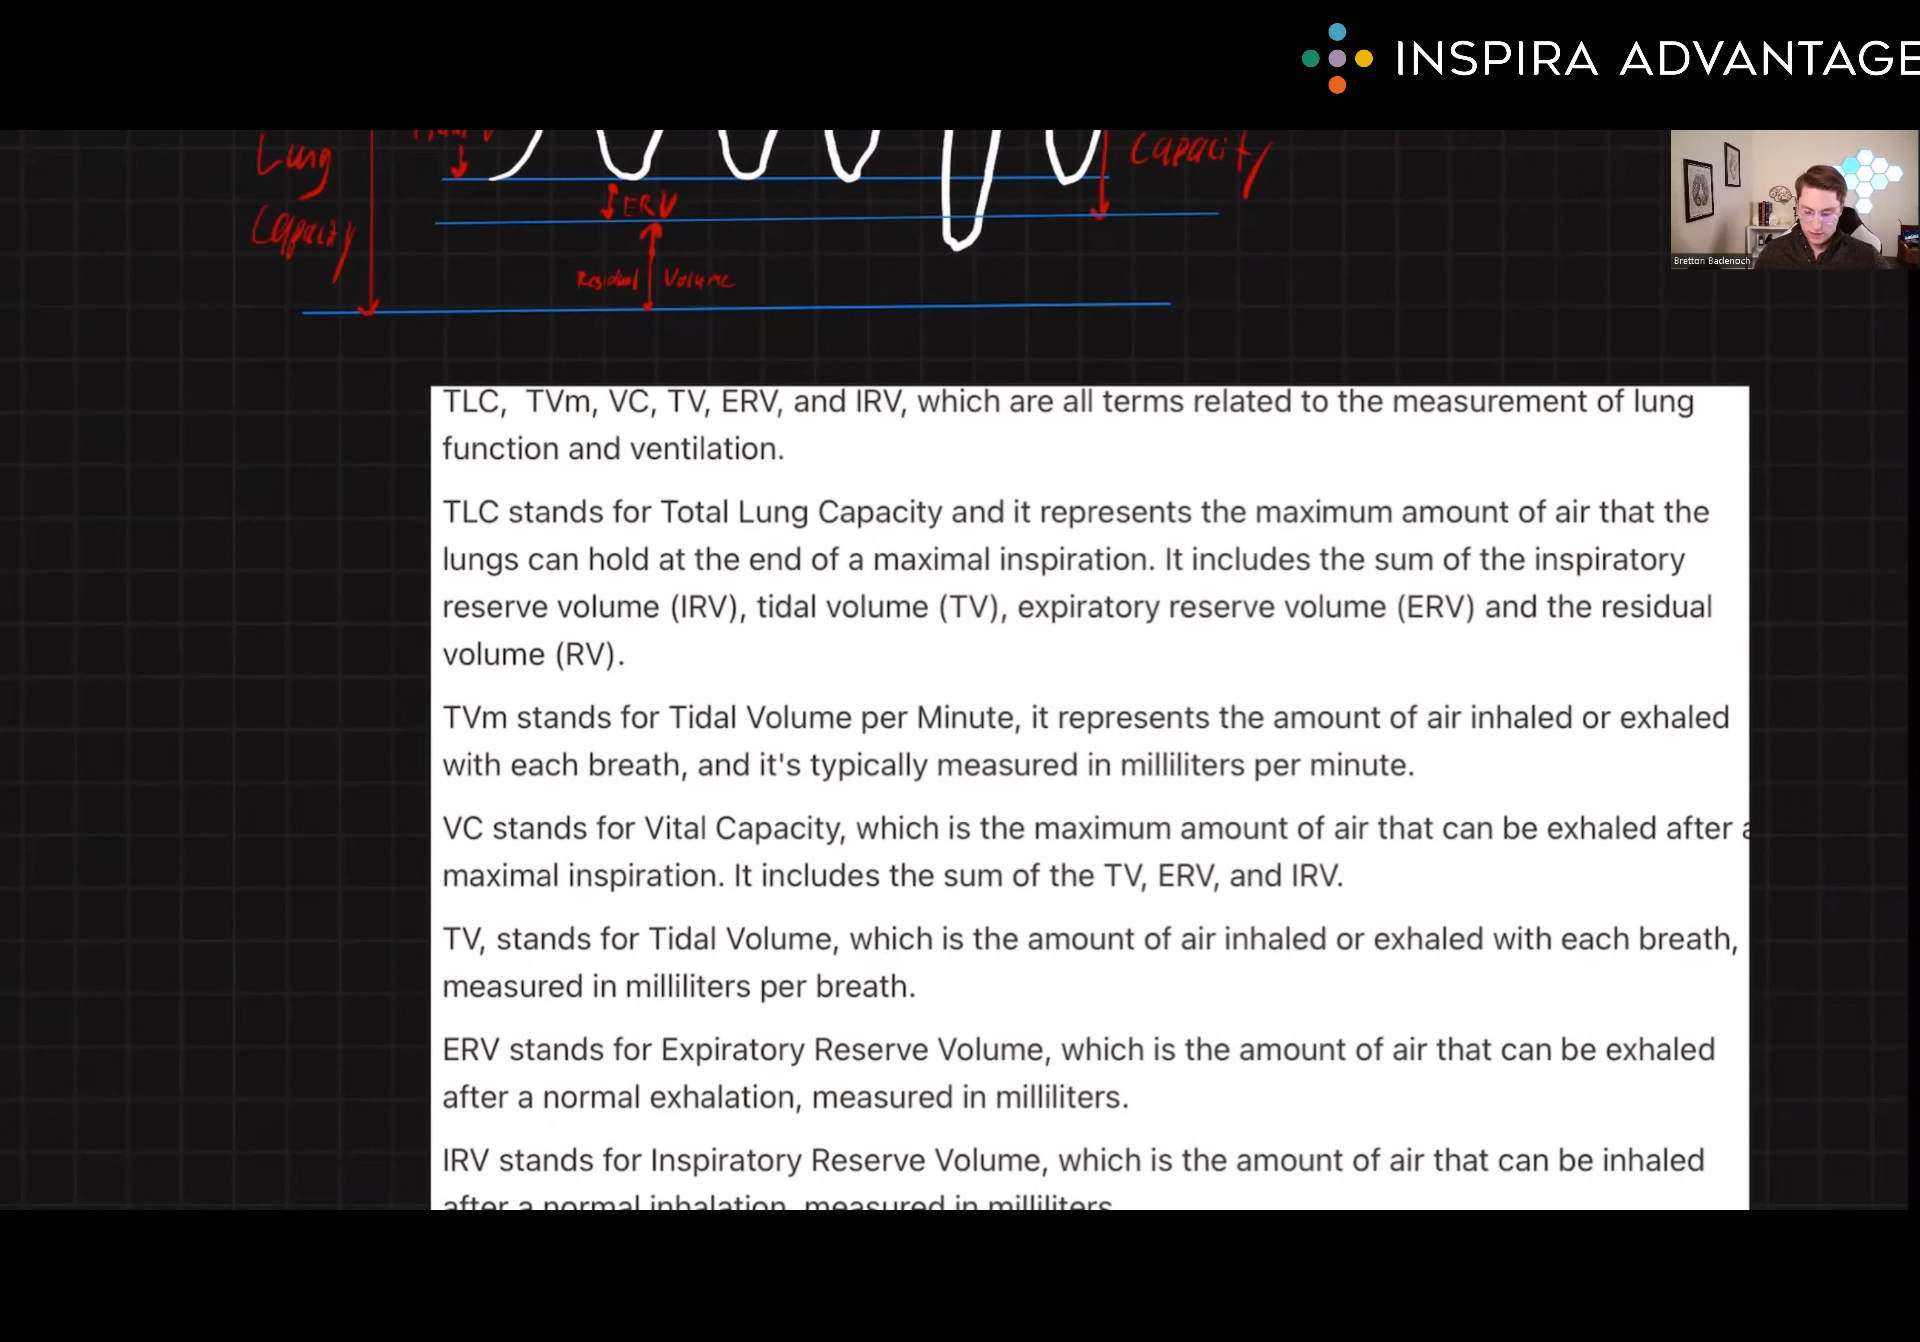 INSPIRA ADVANTAGE
Lung
Capacity
Capacity
ERV
Residual Volume
Bretton Badenoch
TLC,  TVm, VC, TV, ERV, and IRV, which are all terms related to the measurement of lung
function and ventilation.
TLC stands for Total Lung Capacity and it represents the maximum amount of air that the
lungs can hold at the end of a maximal inspiration. It includes the sum of the inspiratory
reserve volume (IRV), tidal volume (TV), expiratory reserve volume (ERV) and the residual
volume (RV).
TVm stands for Tidal Volume per Minute, it represents the amount of air inhaled or exhaled
with each breath, and it's typically measured in milliliters per minute.
VC stands for Vital Capacity, which is the maximum amount of air that can be exhaled after a
maximal inspiration. It includes the sum of the TV, ERV, and IRV.
TV, stands for Tidal Volume, which is the amount of air inhaled or exhaled with each breath,
measured in milliliters per breath.
ERV stands for Expiratory Reserve Volume, which is the amount of air that can be exhaled
after a normal exhalation, measured in milliliters.
IRV stands for Inspiratory Reserve Volume, which is the amount of air that can be inhaled
after a normal inhalation, measured in milliliters.